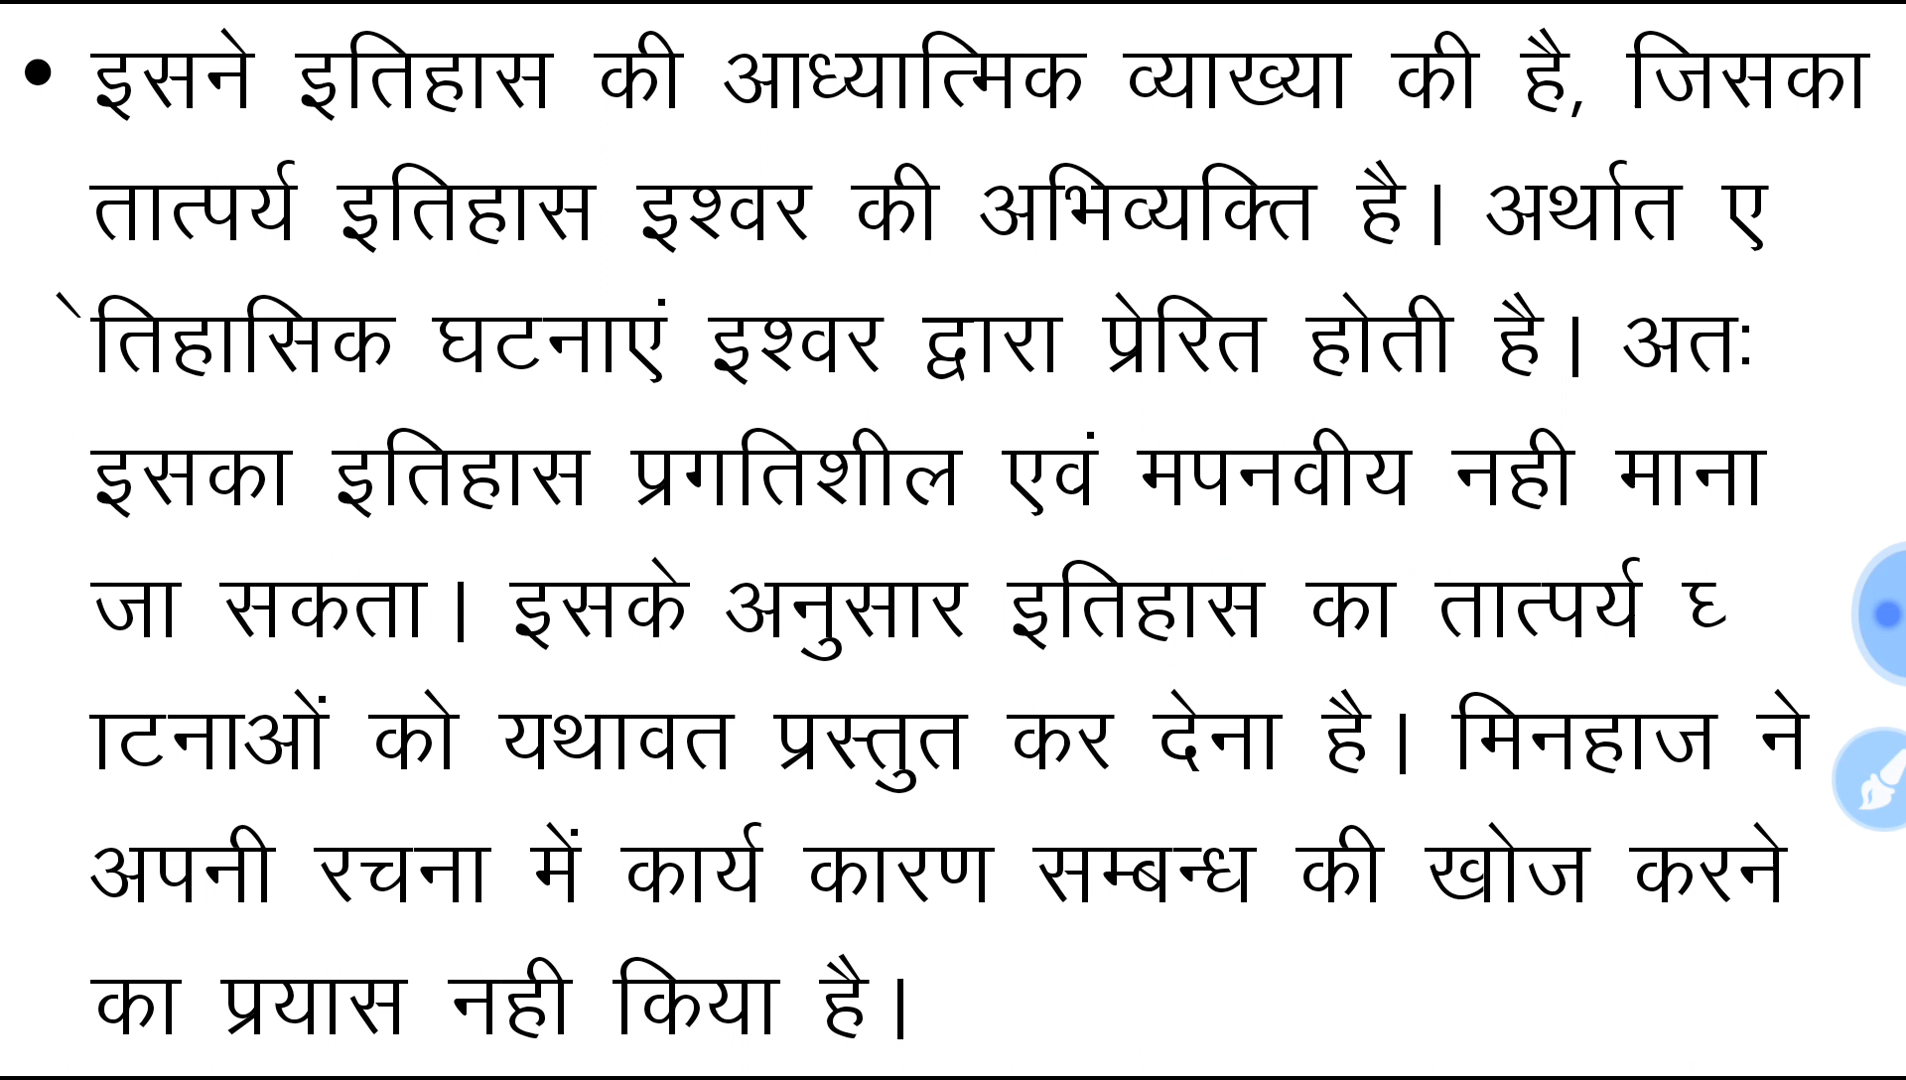 • इसने इतिहास की आध्यात्मिक व्याख्या की है, जिसका
तात्पर्य इतिहास इश्वर की अभिव्यक्ति है। अर्थात ए
ेतिहासिक घटनाएं इश्वर द्वारा प्रेरित होती है। अतः
इसका इतिहास प्रगतिशील एवं मपनवीय नही माना
जा सकता। इसके अनुसार इतिहास का तात्पर्य घ्
ाटनाओं को यथावत प्रस्तुत कर देना है। मिनहाज ने
अपनी रचना में कार्य कारण सम्बन्ध की खोज करने
का प्रयास नही किया है।